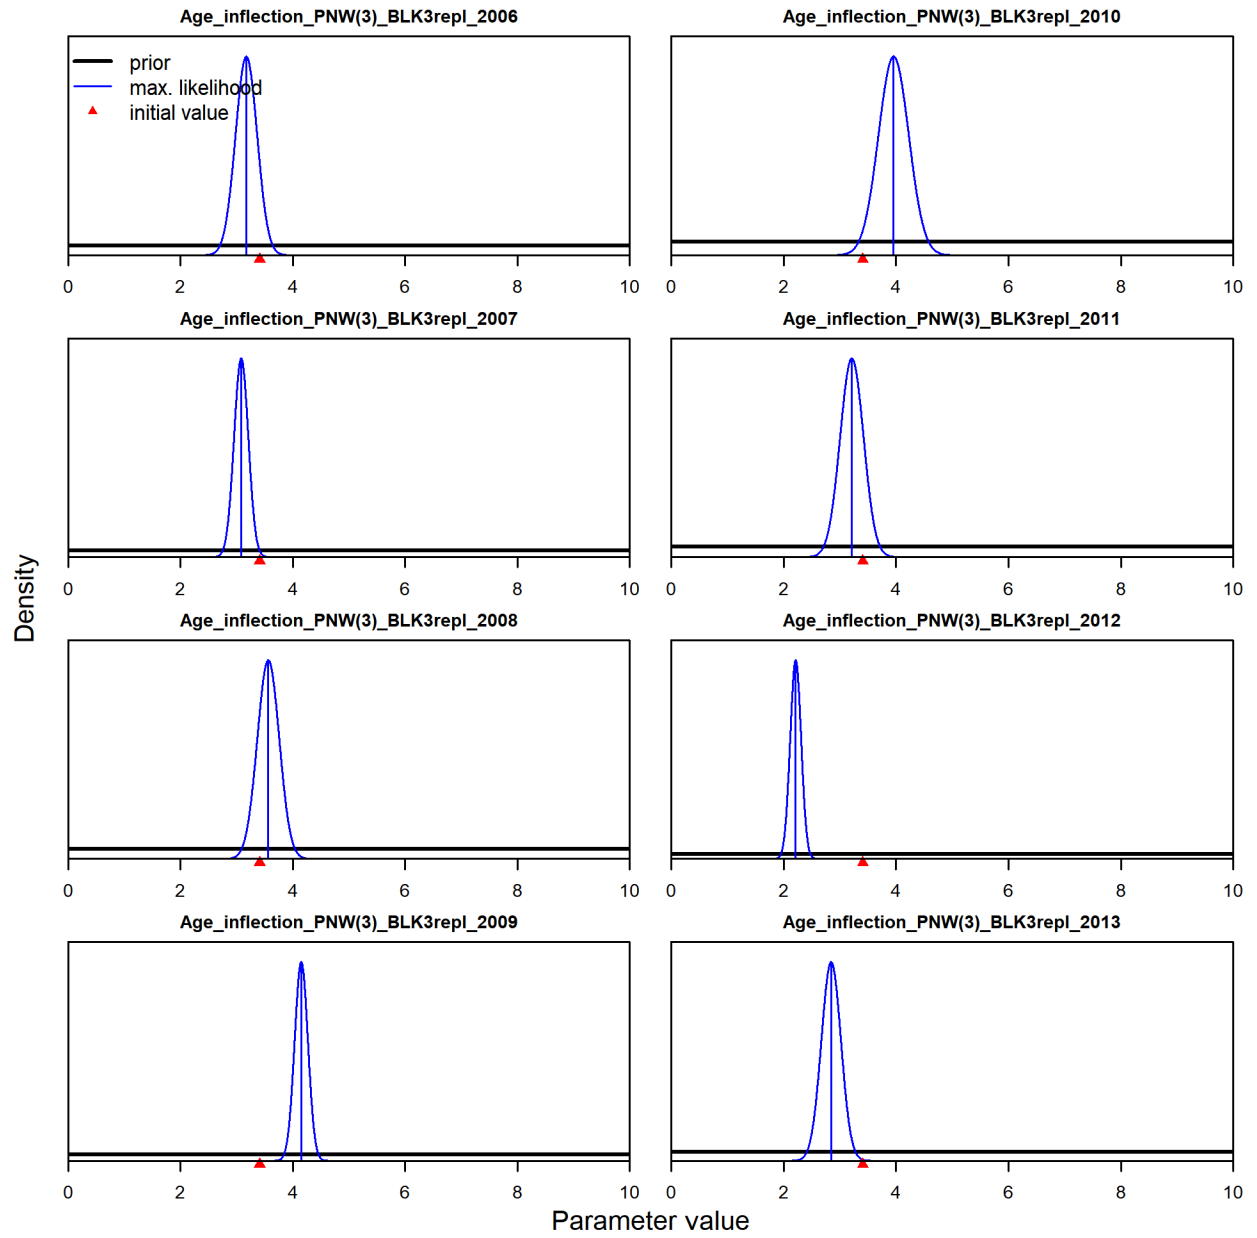 Age_inflection_PNW(3)_BLK3repl_2006
prior
max. likelihood
initial value
0 2 4 6 8 10
Age_inflection_PNW(3)_BLK3repl_2010
0 2 4 6 8 10
Age_inflection_PNW(3)_BLK3repl_2007
0 2 4 6 8 10
Age_inflection_PNW(3)_BLK3repl_2011
0 2 4 6 8 10
Age_inflection_PNW(3)_BLK3repl_2008
0 2 4 6 8 10
Age_inflection_PNW(3)_BLK3repl_2012
0 2 4 6 8 10
Age_inflection_PNW(3)_BLK3repl_2009
0 2 4 6 8 10
Age_inflection_PNW(3)_BLK3repl_2013
0 2 4 6 8 10
Density
Parameter value